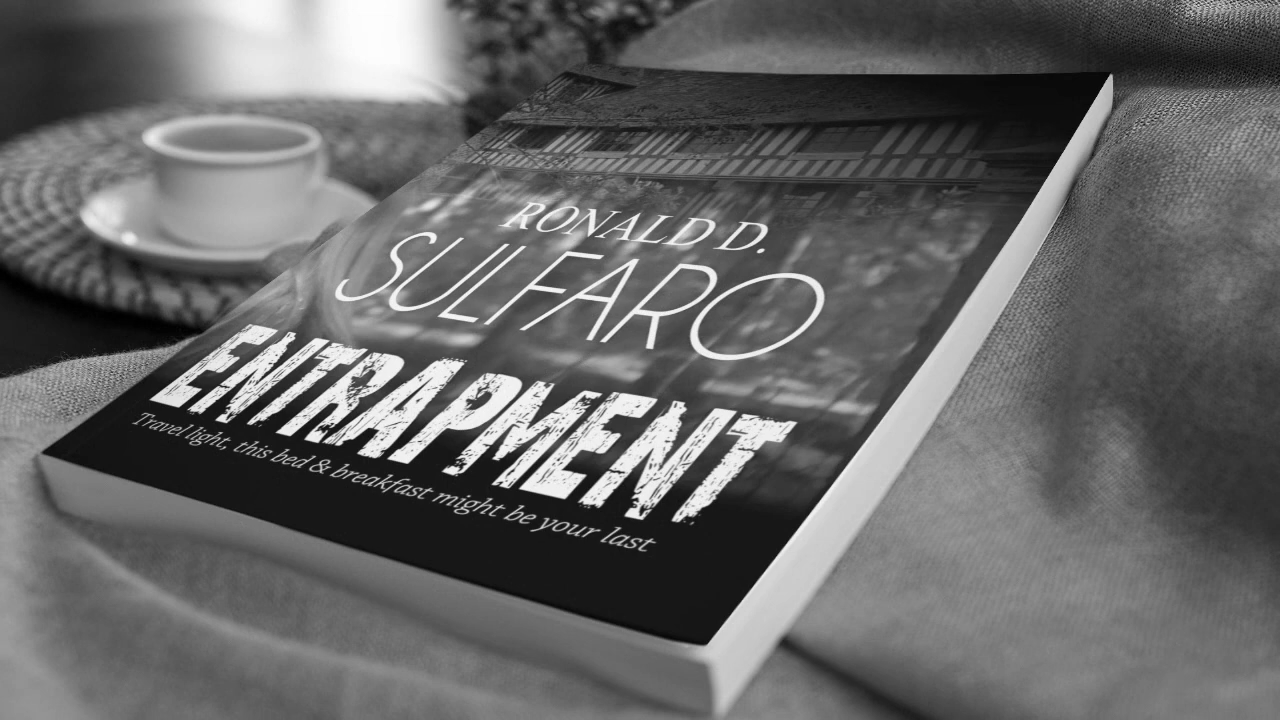 RONALD D.
SULFARO
ENTRAPMENT
Travel light, this bed & breakfast might be your last